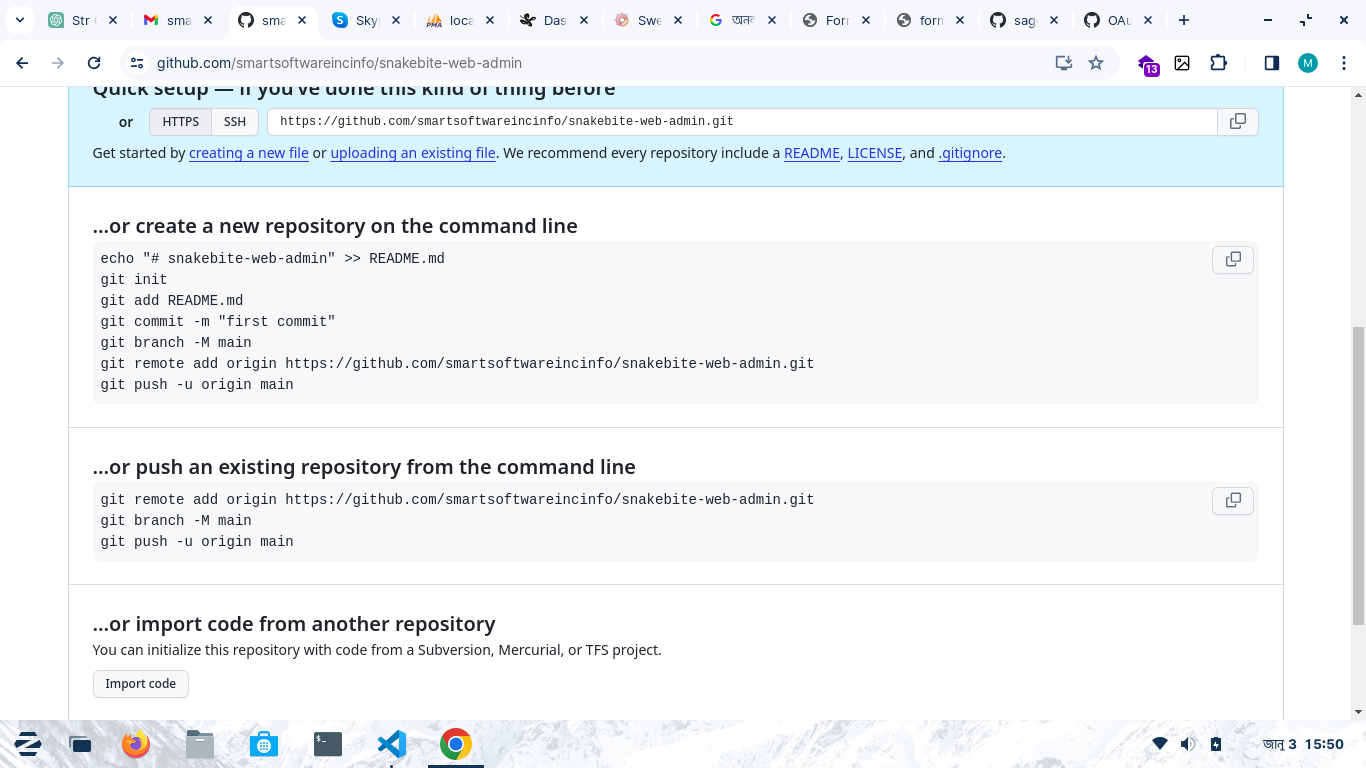 Str
sma
sma
Sky
loca
Das
Swe
অন
Forr
forn
sag
OAu
github.com/smartsoftwareincinfo/snakebite-web-admin
13
M
Quick setup — if you've done this kind of thing before
or HTTPS SSH https://github.com/smartsoftwareincinfo/snakebite-web-admin.git
Get started by creating a new file or uploading an existing file. We recommend every repository include a README, LICENSE, and .gitignore.
…or create a new repository on the command line
echo "# snakebite-web-admin" >> README.md
git init
git add README.md
git commit -m "first commit"
git branch -M main
git remote add origin https://github.com/smartsoftwareincinfo/snakebite-web-admin.git
git push -u origin main
…or push an existing repository from the command line
git remote add origin https://github.com/smartsoftwareincinfo/snakebite-web-admin.git
git branch -M main
git push -u origin main
…or import code from another repository
You can initialize this repository with code from a Subversion, Mercurial, or TFS project.
Import code
জানু 3 15:50